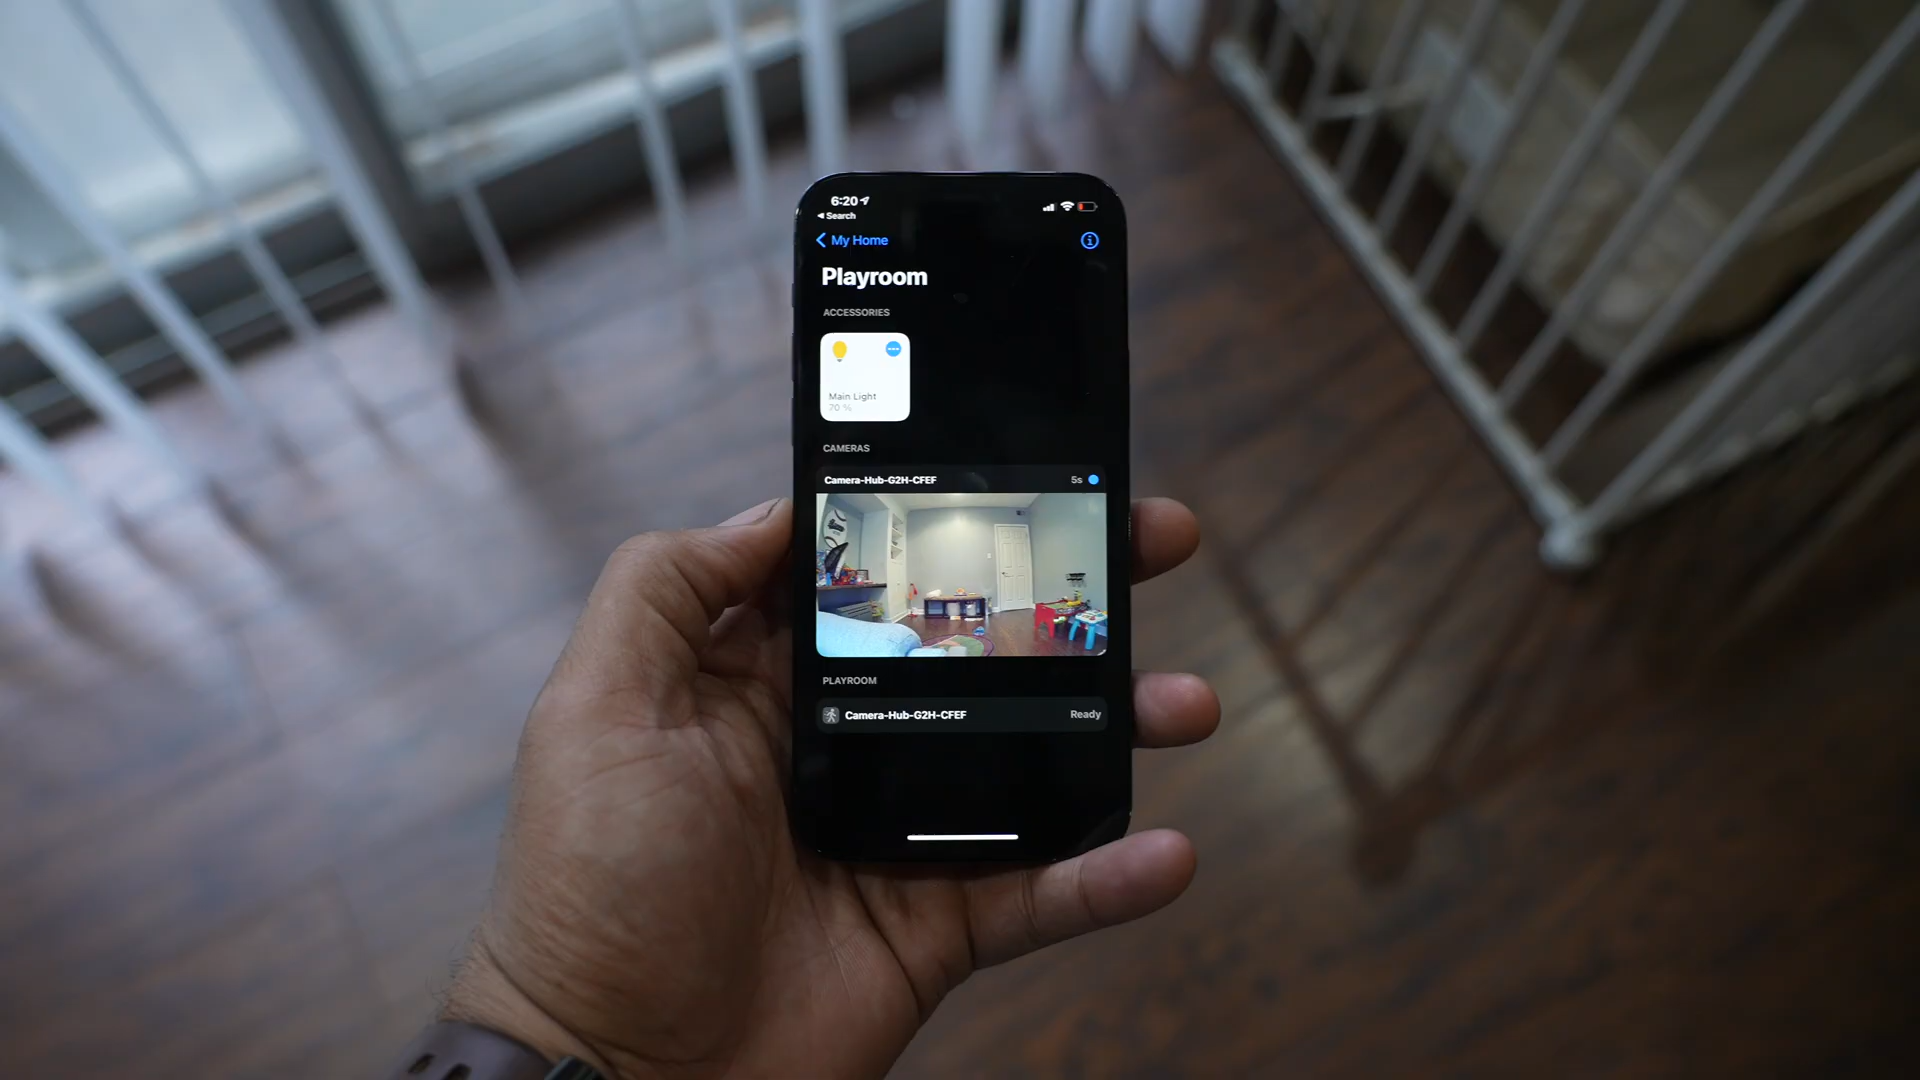 6:20
Search
My Home
Playroom
ACCESSORIES
Main Light
70 %
CAMERAS
Camera-Hub-G2H-CFEF 5s
PLAYROOM
Camera-Hub-G2H-CFEF Ready